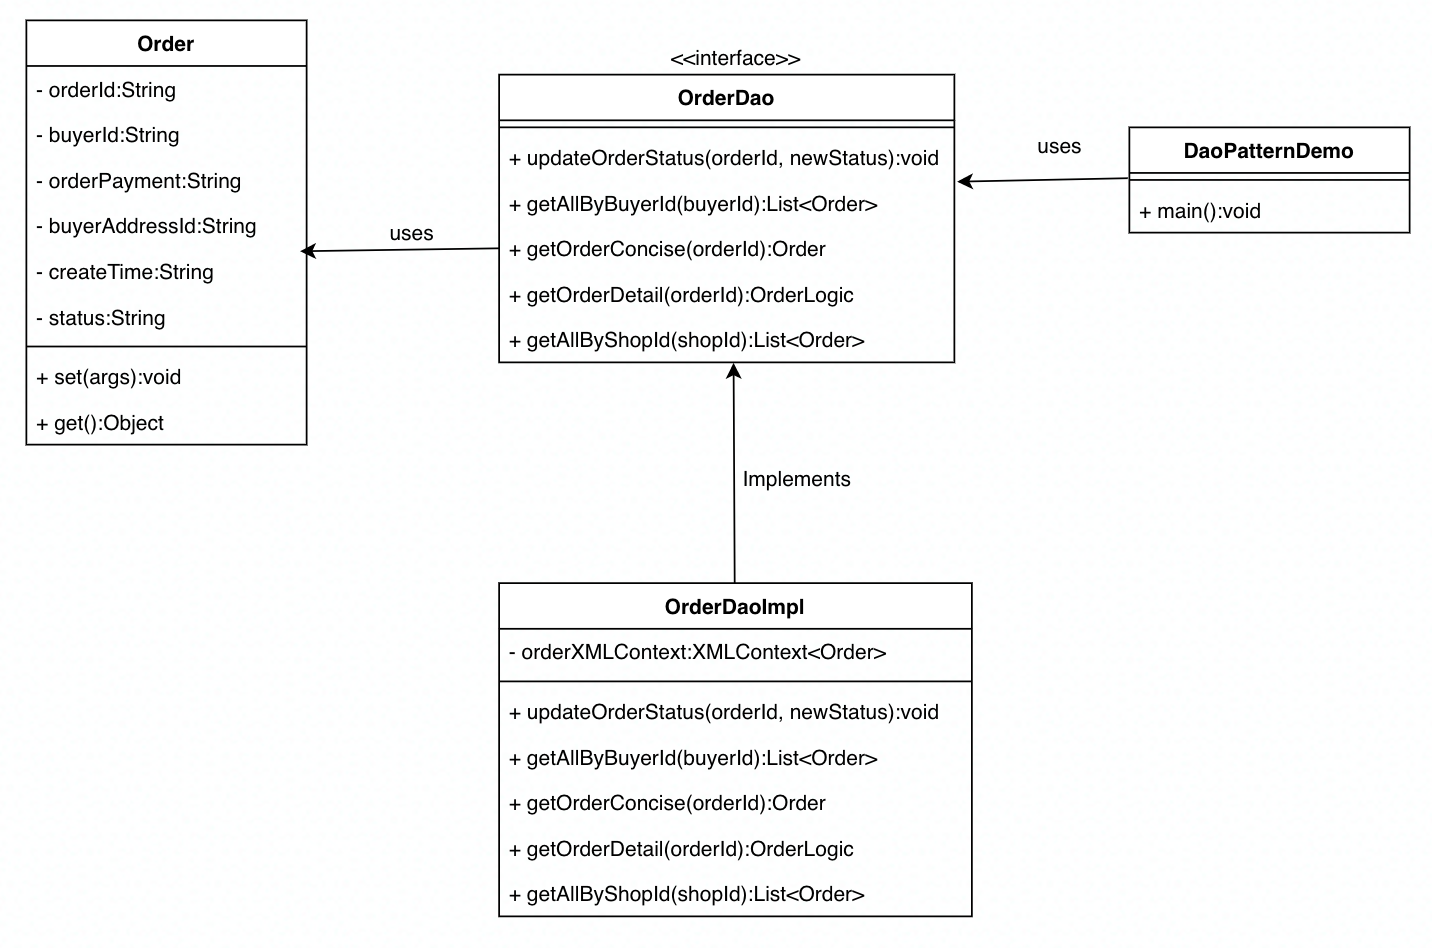 Order
- orderId:String
- buyerId:String
- orderPayment:String
- buyerAddressId:String
- createTime:String
- status:String
+ set(args):void
+ get():Object
uses
<<interface>>
OrderDao
+ updateOrderStatus(orderId, newStatus):void
+ getAllByBuyerId(buyerId):List<Order>
+ getOrderConcise(orderId):Order
+ getOrderDetail(orderId):OrderLogic
+ getAllByShopId(shopId):List<Order>
uses
DaoPatternDemo
+ main():void
Implements
OrderDaoImpl
- orderXMLContext:XMLContext<Order>
+ updateOrderStatus(orderId, newStatus):void
+ getAllByBuyerId(buyerId):List<Order>
+ getOrderConcise(orderId):Order
+ getOrderDetail(orderId):OrderLogic
+ getAllByShopId(shopId):List<Order>